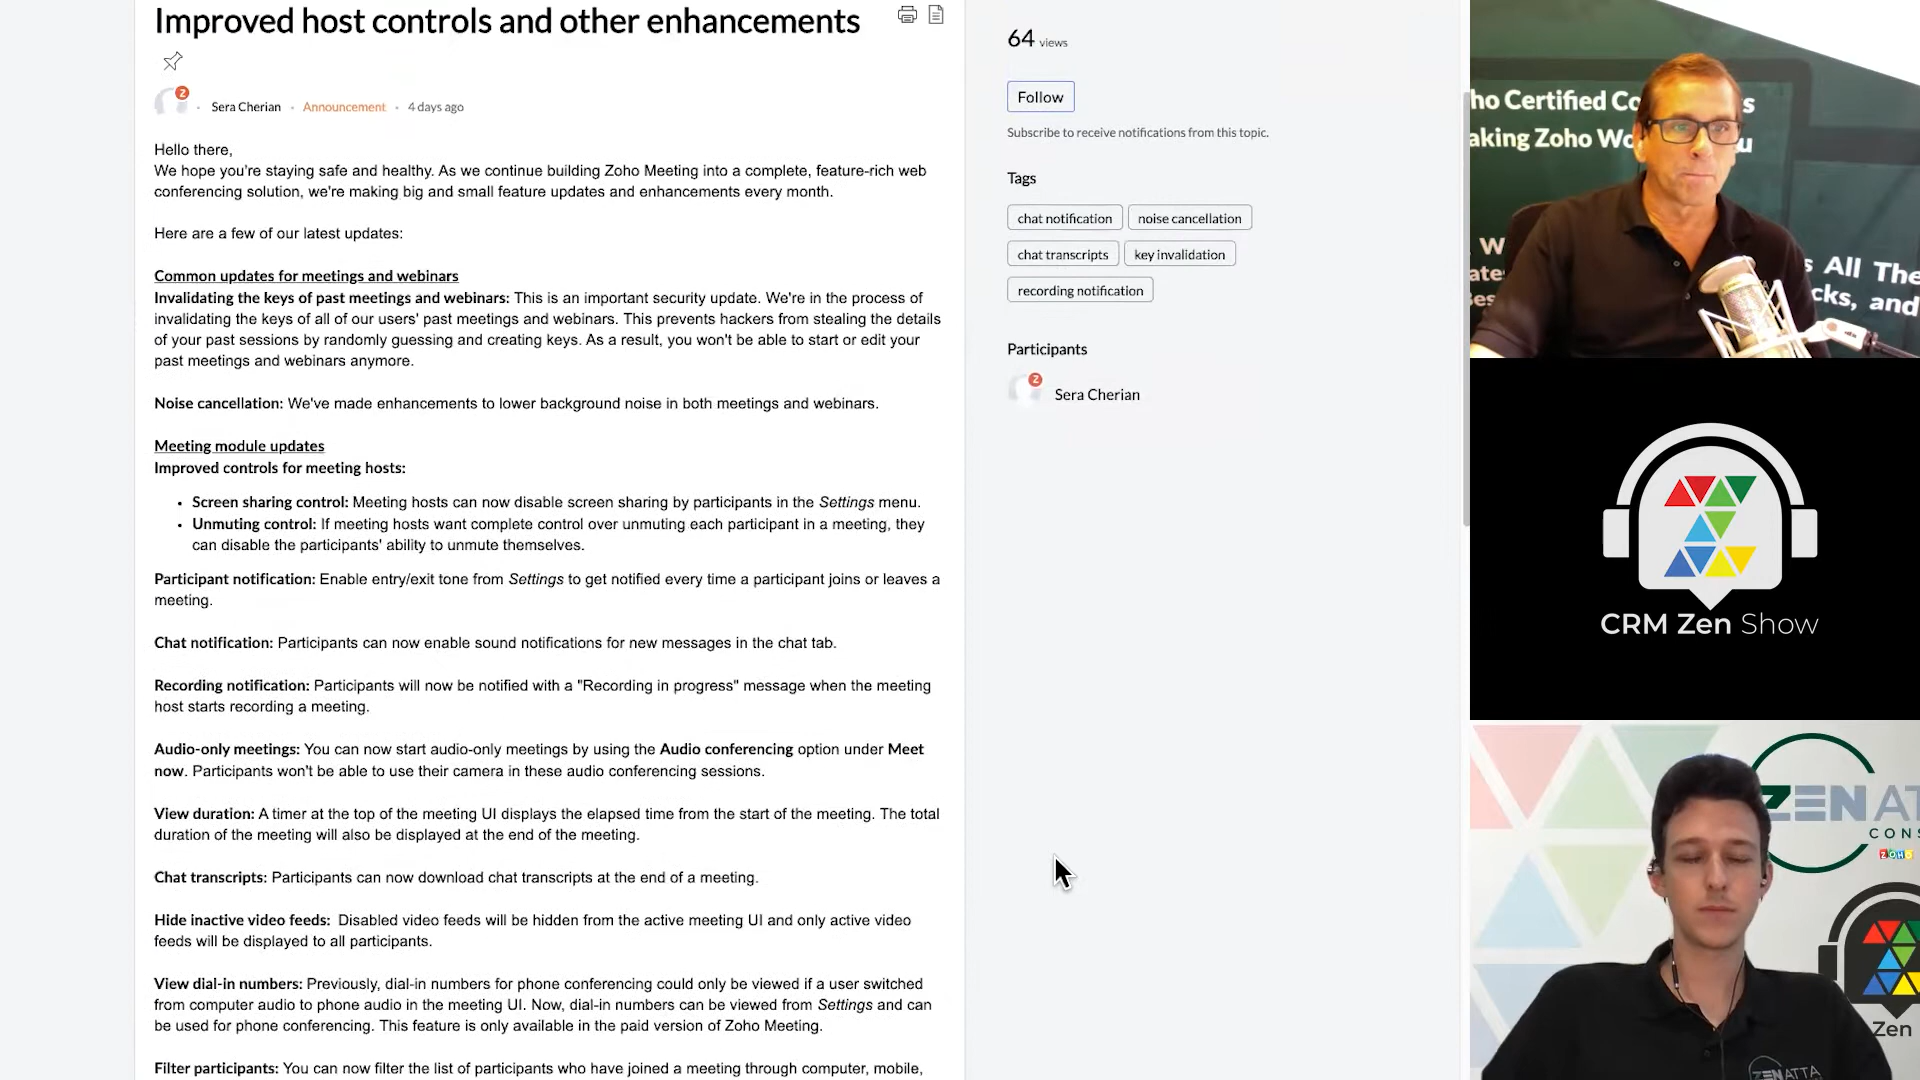 Improved host controls and other enhancements
Sera Cherian · Announcement · 4 days ago
Hello there,
We hope you're staying safe and healthy. As we continue building Zoho Meeting into a complete, feature-rich web
conferencing solution, we're making big and small feature updates and enhancements every month.
Here are a few of our latest updates:
Common updates for meetings and webinars
Invalidating the keys of past meetings and webinars: This is an important security update. We're in the process of
invalidating the keys of all of our users' past meetings and webinars. This prevents hackers from stealing the details
of your past sessions by randomly guessing and creating keys. As a result, you won't be able to start or edit your
past meetings and webinars anymore.
Noise cancellation: We've made enhancements to lower background noise in both meetings and webinars.
Meeting module updates
Improved controls for meeting hosts:
• Screen sharing control: Meeting hosts can now disable screen sharing by participants in the Settings menu.
• Unmuting control: If meeting hosts want complete control over unmuting each participant in a meeting, they
can disable the participants' ability to unmute themselves.
Participant notification: Enable entry/exit tone from Settings to get notified every time a participant joins or leaves a
meeting.
Chat notification: Participants can now enable sound notifications for new messages in the chat tab.
Recording notification: Participants will now be notified with a "Recording in progress" message when the meeting
host starts recording a meeting.
Audio-only meetings: You can now start audio-only meetings by using the Audio conferencing option under Meet
now. Participants won't be able to use their camera in these audio conferencing sessions.
View duration: A timer at the top of the meeting UI displays the elapsed time from the start of the meeting. The total
duration of the meeting will also be displayed at the end of the meeting.
Chat transcripts: Participants can now download chat transcripts at the end of a meeting.
Hide inactive video feeds: Disabled video feeds will be hidden from the active meeting UI and only active video
feeds will be displayed to all participants.
View dial-in numbers: Previously, dial-in numbers for phone conferencing could only be viewed if a user switched
from computer audio to phone audio in the meeting UI. Now, dial-in numbers can be viewed from Settings and can
be used for phone conferencing. This feature is only available in the paid version of Zoho Meeting.
Filter participants: You can now filter the list of participants who have joined a meeting through computer, mobile,
64 views
Follow
Subscribe to receive notifications from this topic.
Tags
chat notification
noise cancellation
chat transcripts
key invalidation
recording notification
Participants
Sera Cherian
ho Certified Co s
aking Zoho Wo u
W
ate
es
s All The
cks, and
CRM Zen Show
ZENAT
CONS
ZOHO
Zen
ZENATTA